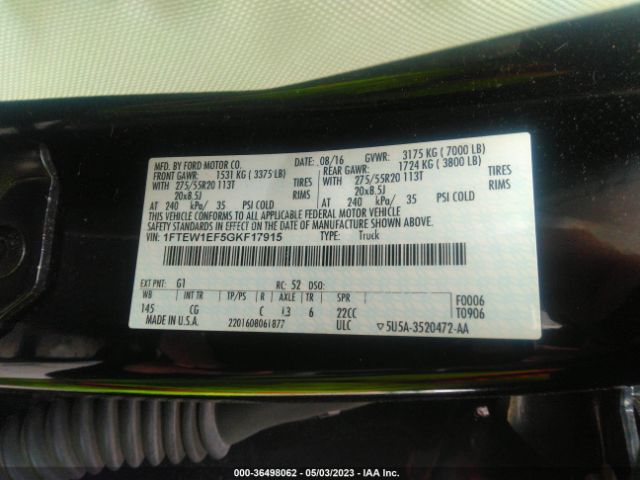 MFD. BY FORD MOTOR CO.
DATE: 08/16 GVWR: 3175 KG ( 7000 LB)
FRONT GAWR: 1531 KG ( 3375 LB) REAR GAWR: 1724 KG ( 3800 LB)
WITH 275/55R20 113T TIRES WITH 275/55R20 113T TIRES
20x8.5J RIMS 20x8.5J RIMS
AT 240 kPa/ 35 PSI COLD AT 240 kPa/ 35 PSI COLD
THIS VEHICLE CONFORMS TO ALL APPLICABLE FEDERAL MOTOR VEHICLE
SAFETY STANDARDS IN EFFECT ON THE DATE OF MANUFACTURE SHOWN ABOVE.
VIN: 1FTEW1EF5GKF17915 TYPE: Truck
EXT PNT: G1 RC: 52 DSO:
WB INT TR TP/PS R AXLE TR SPR F0006
145 CG C L3 6 22CC T0906
MADE IN U.S.A. 2201608061877 ULC 5U5A-3520472-AA
000-36498062 - 05/03/2023 - IAA Inc.